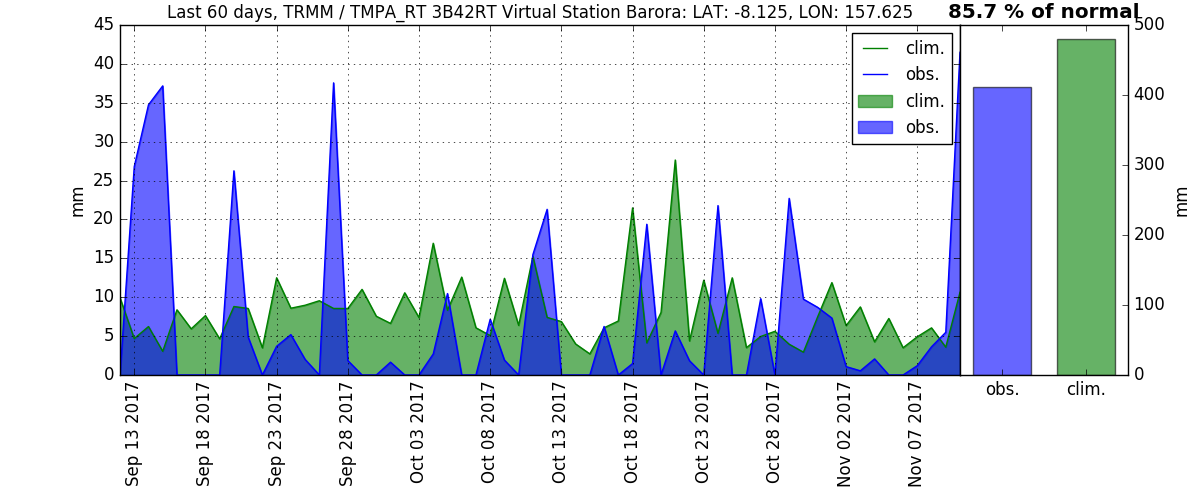 Last 60 days, TRMM / TMPA_RT 3B42RT Virtual Station Barora: LAT: -8.125, LON: 157.625
85.7 % of normal
mm
45
40
35
30
25
20
15
10
5
0
clim.
obs.
clim.
obs.
500
400
300
200
100
0
mm
Sep 13 2017
Sep 18 2017
Sep 23 2017
Sep 28 2017
Oct 03 2017
Oct 08 2017
Oct 13 2017
Oct 18 2017
Oct 23 2017
Oct 28 2017
Nov 02 2017
Nov 07 2017
obs.
clim.